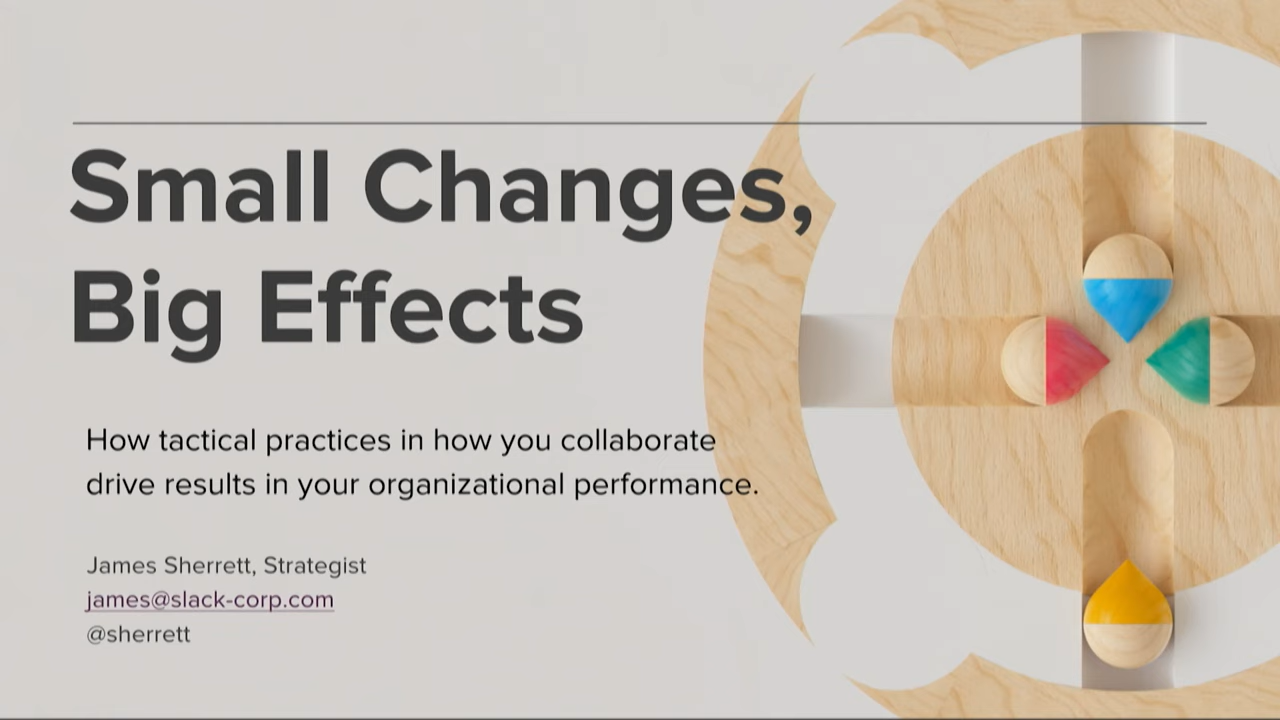 Small Changes,
Big Effects
How tactical practices in how you collaborate
drive results in your organizational performance.
James Sherrett, Strategist
james@slack-corp.com
@sherrett